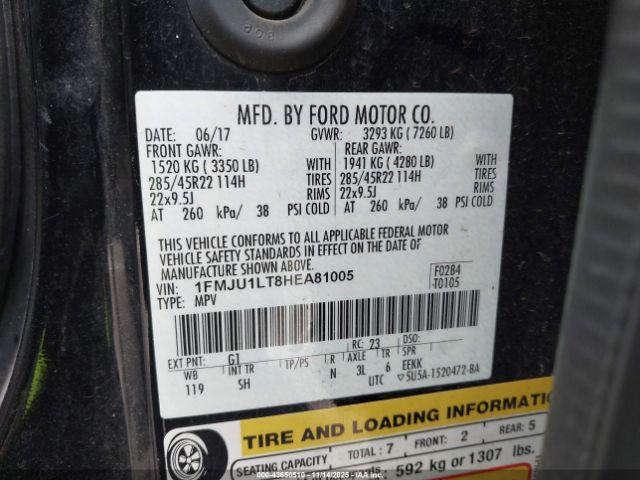 808
MFD. BY FORD MOTOR CO.
DATE: 06/17 GVWR: 3293 KG ( 7260 LB)
FRONT GAWR: REAR GAWR:
1520 KG ( 3350 LB) WITH 1941 KG ( 4280 LB) WITH
285/45R22 114H TIRES 285/45R22 114H TIRES
22x9.5J RIMS 22x9.5J RIMS
AT 260 kPa/ 38 PSI COLD AT 260 kPa/ 38 PSI COLD
THIS VEHICLE CONFORMS TO ALL APPLICABLE FEDERAL MOTOR
VEHICLE SAFETY STANDARDS IN EFFECT ON THE DATE OF
MANUFACTURE SHOWN ABOVE.
VIN: 1FMJU1LT8HEA81005 F0284
TYPE: MPV T0105
EXT PNT: G1 RC: 23 DSO:
WB INT TR TP/PS R AXLE TR SPR
119 SH N 3L 6 EEKK
UTC ▽5U5A-1520472-BA
TIRE AND LOADING INFORMATIO
SEATING CAPACITY TOTAL : 7 FRONT: 2 REAR: 5
592 kg or 1307 lbs.
000-43650510 - 11/14/2025 - IAAI.COM